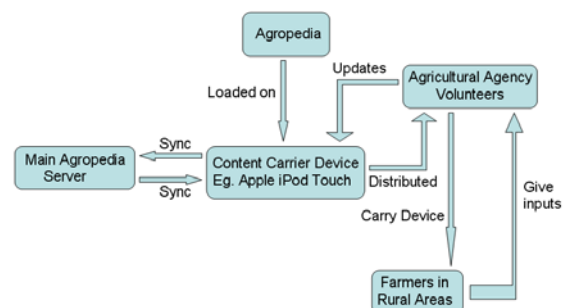 Agropedia
Loaded on
Updates
Agricultural Agency
Volunteers
Sync
Main Agropedia
Server
Sync
Content Carrier Device
Eg. Apple iPod Touch
Distributed
Carry Device
Give
inputs
Farmers in
Rural Areas